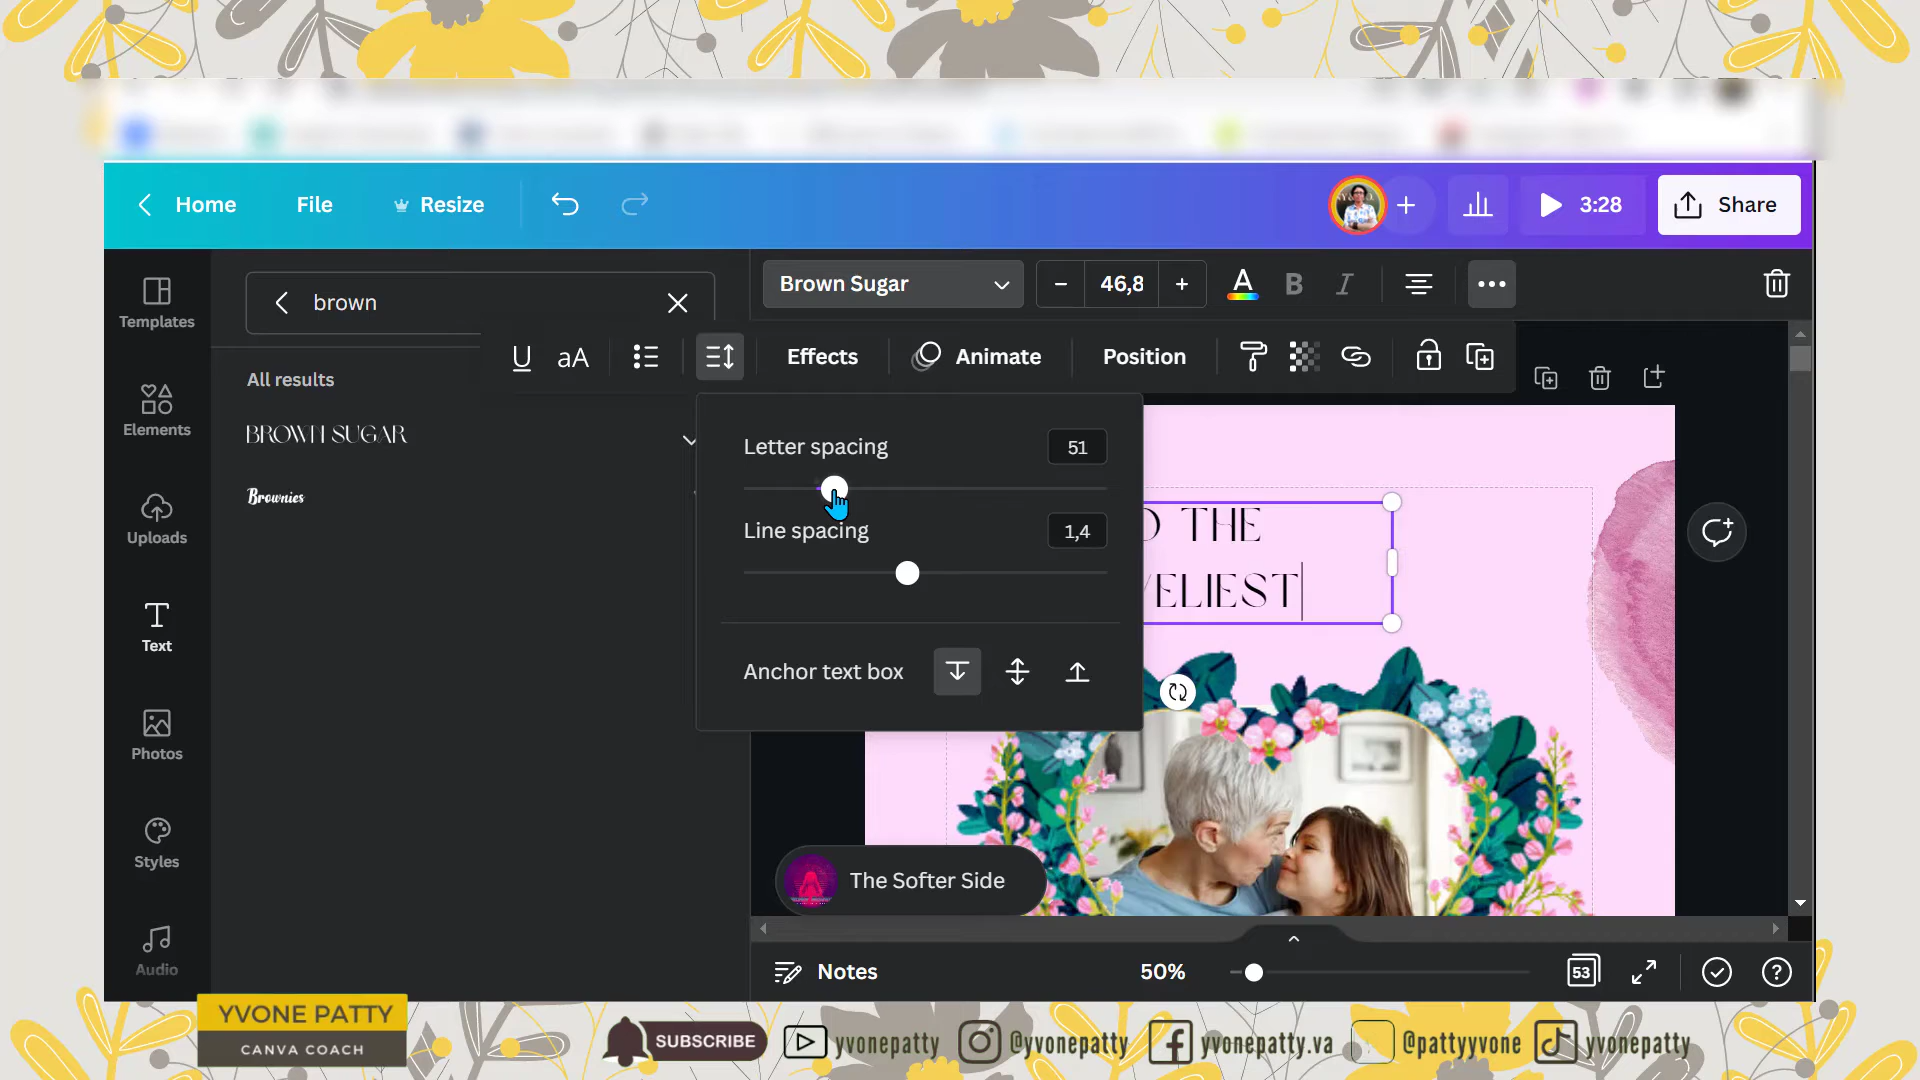 Home
File
Resize
3:28
Share
brown
Brown Sugar
46,8
Templates
Elements
Uploads
Text
Photos
Styles
Audio
All results
BROWN SUGAR
Brownies
aA
Effects
Animate
Position
Letter spacing
51
Line spacing
1,4
Anchor text box
THE
ELIEST
The Softer Side
Notes
50%
53
YVONE PATTY
CANVA COACH
SUBSCRIBE
yvonepatty
@yvonepatty
yvonepatty.va
@pattyyvone
yvonepatty